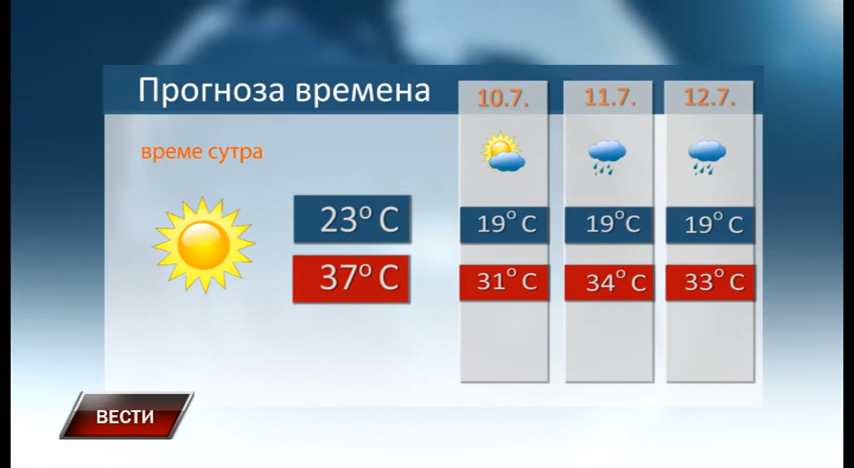 Прогноза времена
време сутра
23° C
37° C
10.7.
19° C
31° C
11.7.
19°C
34° C
12.7.
19° C
33° C
ВЕСТИ